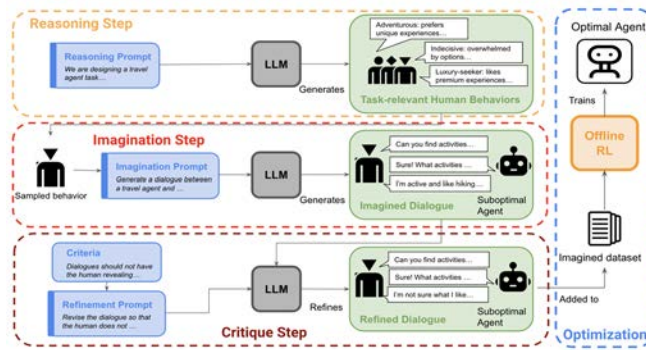 Reasoning Step
Reasoning Prompt
We are designing a travel
agent task…
LLM
Generates
Adventurous: prefers
unique experiences…
Indecisive: overwhelmed
by options…
Luxury-seeker: likes
premium experiences…
Task-relevant Human Behaviors
Imagination Step
Sampled behavior
Imagination Prompt
Generate a dialogue between
a travel agent and …
LLM
Generates
Can you find activities…
Sure! What activities …
I'm active and like hiking…
Suboptimal
Agent
Imagined Dialogue
Criteria
Dialogues should not have
the human revealing…
Refinement Prompt
Revise the dialogue so that
the human does not …
LLM
Refines
Can you find activities…
Sure! What activities …
I'm not sure what I like…
Suboptimal
Agent
Refined Dialogue
Critique Step
Optimal Agent
Trains
Offline
RL
Imagined dataset
Added to
Optimization